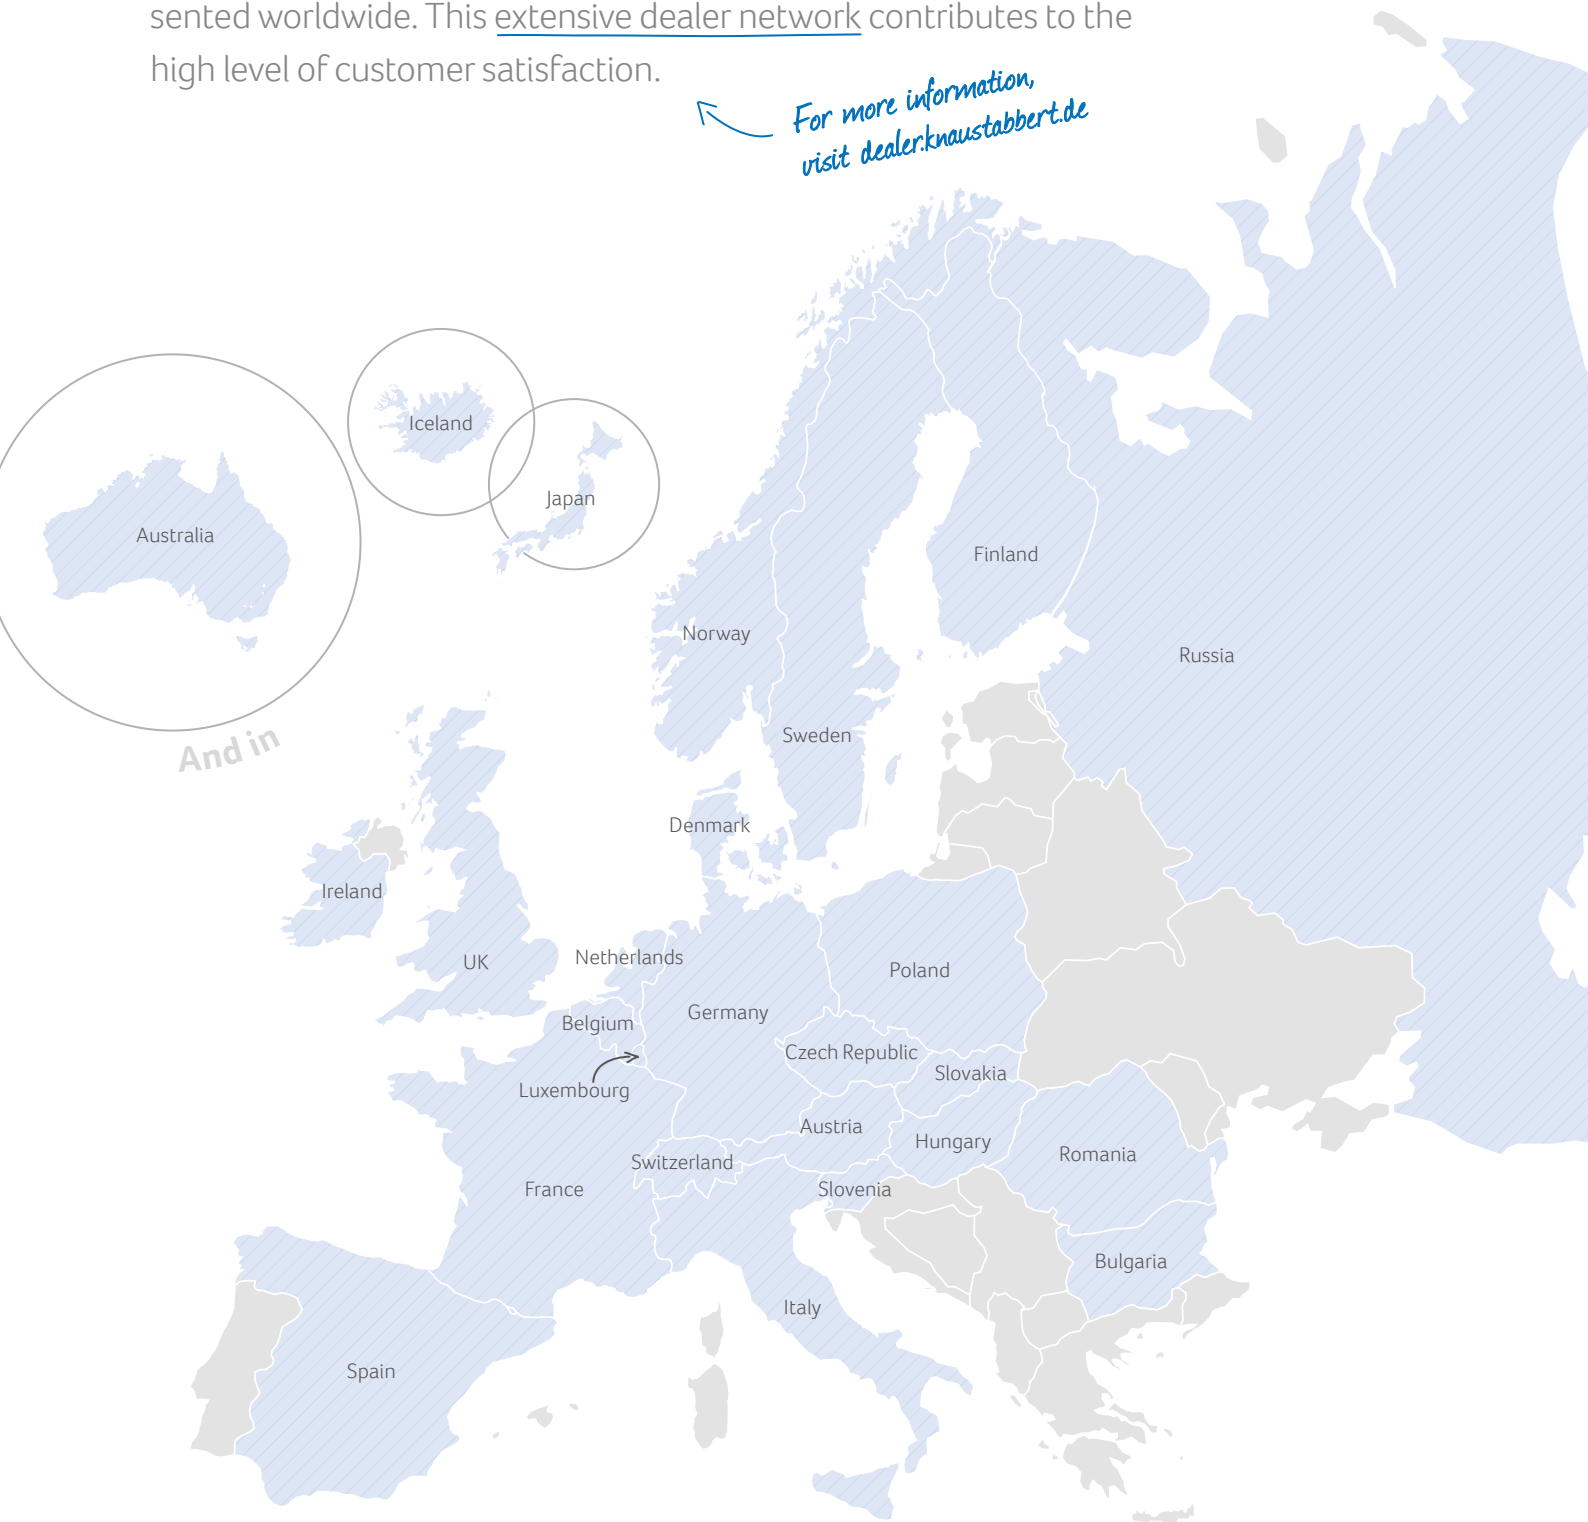 sented worldwide. This extensive dealer network contributes to the
high level of customer satisfaction.
For more information,
visit dealer.knaustabbert.de
Iceland
Japan
Australia
Finland
Norway
Russia
Sweden
And in
Denmark
Ireland
Netherlands
UK
Poland
Germany
Belgium
Czech Republic
Slovakia
Luxembourg
Austria
Hungary
Romania
Switzerland
France
Slovenia
Bulgaria
Italy
Spain